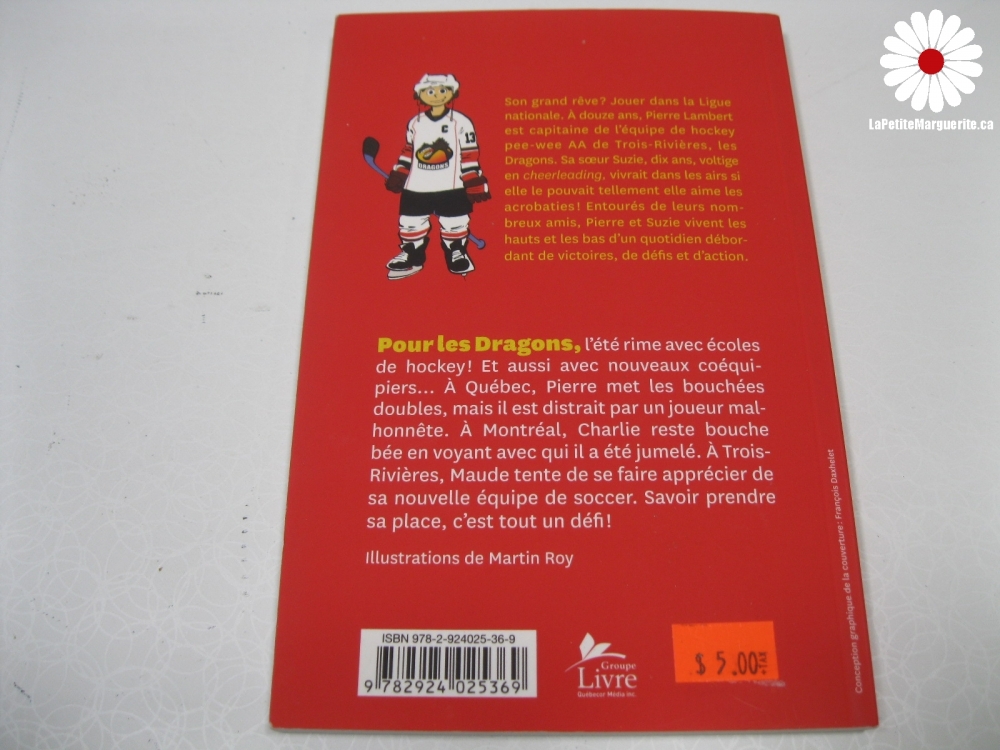 LaPetiteMarguerite.ca
C
13
DRAGONS
Son grand rêve? Jouer dans la Ligue
nationale. À douze ans, Pierre Lambert
est capitaine de l'équipe de hockey
pee-wee AA de Trois-Rivières, les
Dragons. Sa sœur Suzie, dix ans, voltige
en cheerleading, vivrait dans les airs si
elle le pouvait tellement elle aime les
acrobaties! Entourés de leurs nom-
breux amis, Pierre et Suzie vivent les
hauts et les bas d'un quotidien débor-
dant de victoires, de défis et d'action.
Pour les Dragons, l'été rime avec écoles
de hockey! Et aussi avec nouveaux coéqui-
piers... À Québec, Pierre met les bouchées
doubles, mais il est distrait par un joueur mal-
honnête. À Montréal, Charlie reste bouche
bée en voyant avec qui il a été jumelé. À Trois-
Rivières, Maude tente de se faire apprécier de
sa nouvelle équipe de soccer. Savoir prendre
sa place, c'est tout un défi!
Illustrations de Martin Roy
Conception graphique de la couverture : François Daxhelet
ISBN 978-2-924025-36-9
9 782924 025369
Groupe
Livre
Québecor Média inc.
$ 5.00+TAX